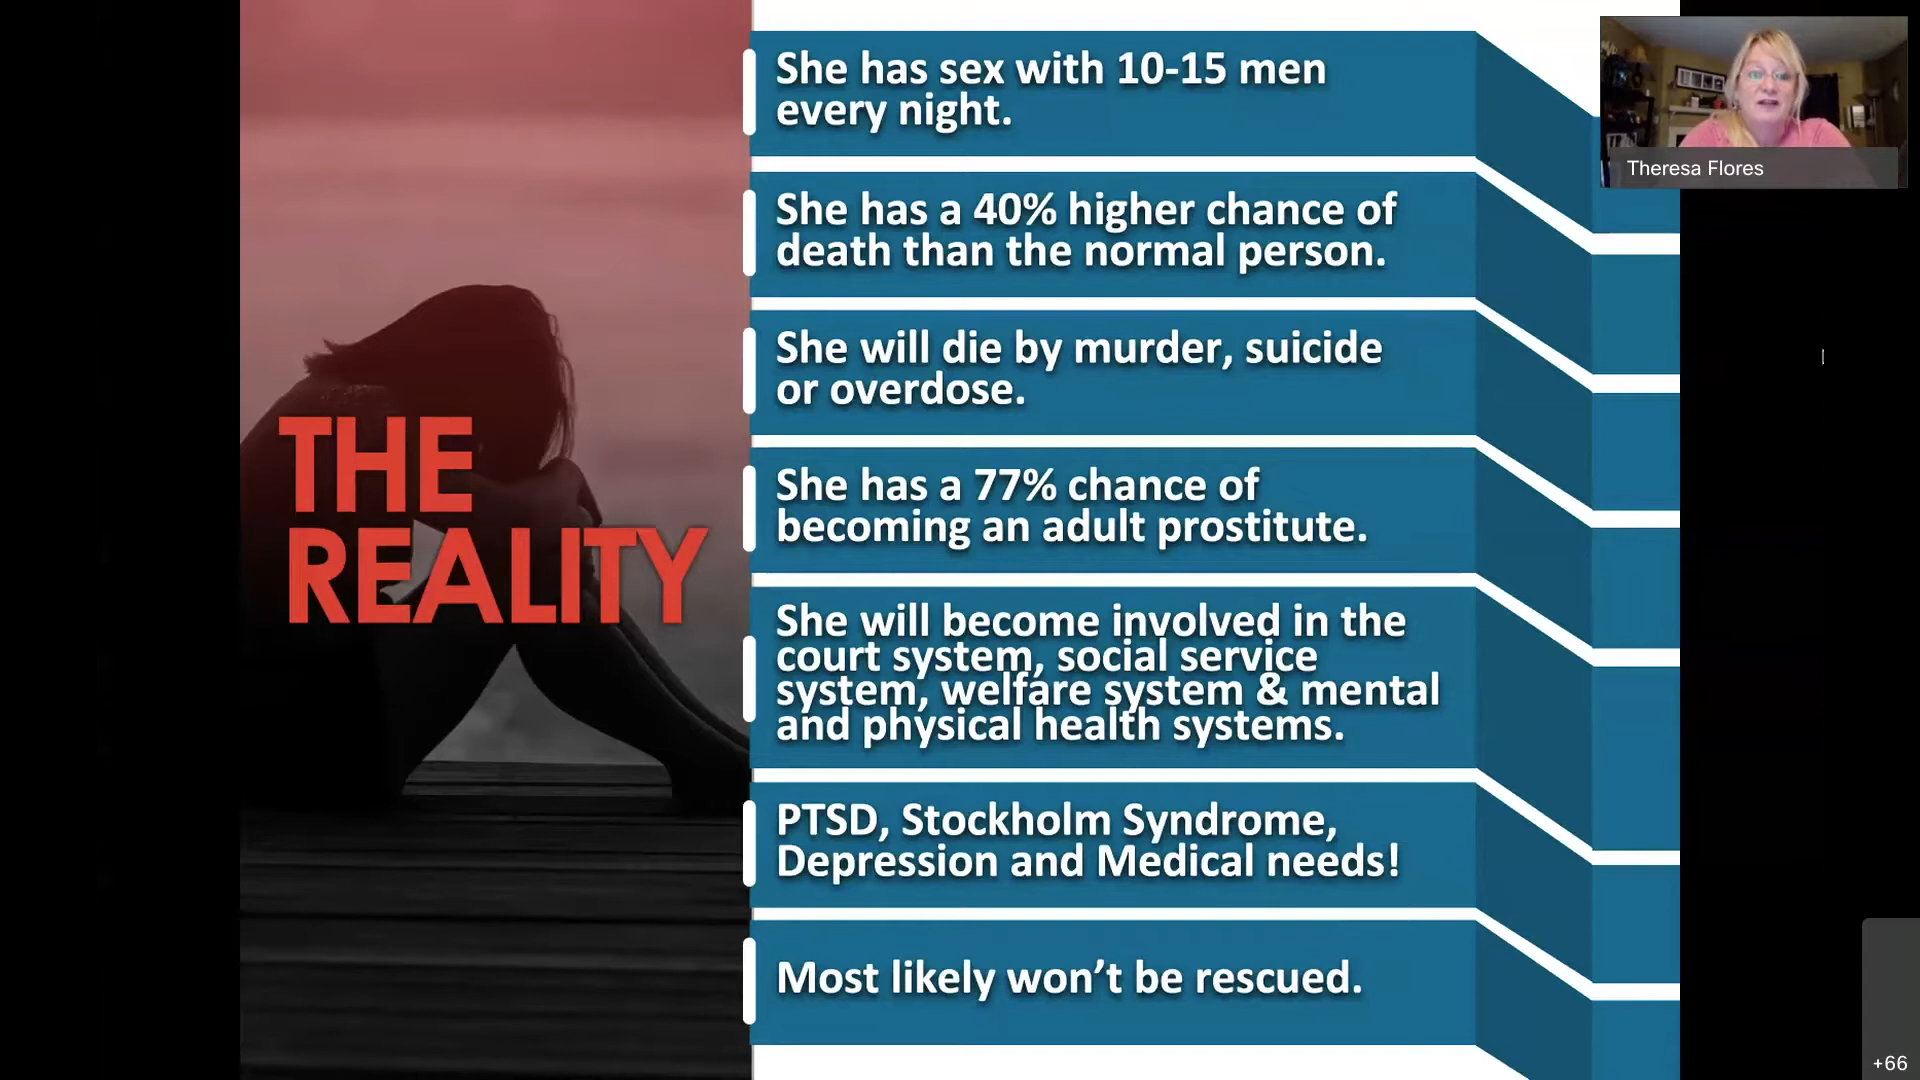 THE
REALITY
She has sex with 10-15 men
every night.
She has a 40% higher chance of
death than the normal person.
She will die by murder, suicide
or overdose.
She has a 77% chance of
becoming an adult prostitute.
She will become involved in the
court system, social service
system, welfare system & mental
and physical health systems.
PTSD, Stockholm Syndrome,
Depression and Medical needs!
Most likely won’t be rescued.
Theresa Flores
+66